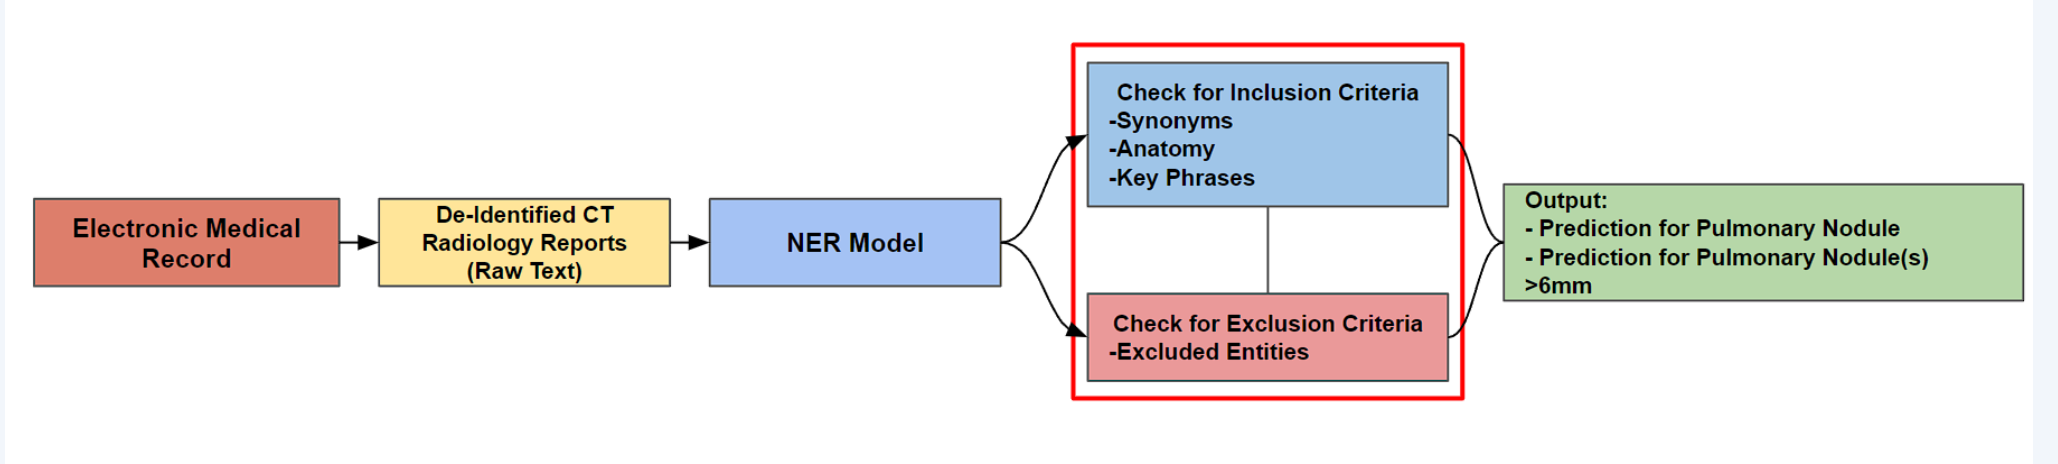 Electronic Medical
Record
De-Identified CT
Radiology Reports
(Raw Text)
NER Model
Check for Inclusion Criteria
-Synonyms
-Anatomy
-Key Phrases
Check for Exclusion Criteria
-Excluded Entities
Output:
- Prediction for Pulmonary Nodule
- Prediction for Pulmonary Nodule(s)
>6mm